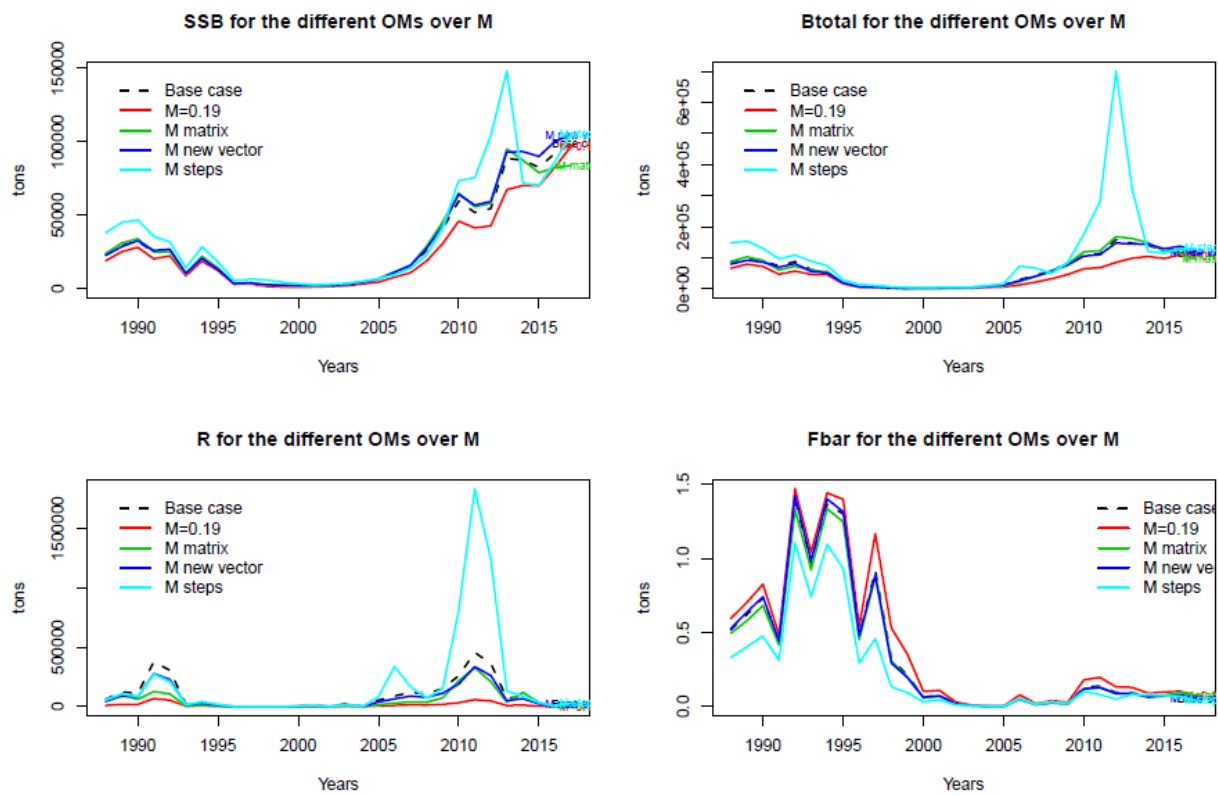 SSB for the different OMs over M
tons
0
50000
100000
150000
Base case
M=0.19
M matrix
M new vector
M steps
1990
1995
2000
2005
2010
2015
Years
Btotal for the different OMs over M
tons
0e+00
2e+05
4e+05
6e+05
Base case
M=0.19
M matrix
M new vector
M steps
1990
1995
2000
2005
2010
2015
Years
R for the different OMs over M
tons
0
500000
1500000
Base case
M=0.19
M matrix
M new vector
M steps
1990
1995
2000
2005
2010
2015
Years
Fbar for the different OMs over M
tons
0.0
0.5
1.0
1.5
Base case
M=0.19
M matrix
M new ve
M steps
1990
1995
2000
2005
2010
2015
Years